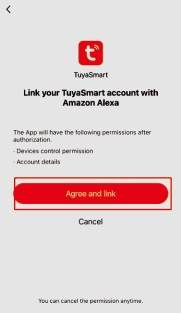 TuyaSmart
Link your TuyaSmart account with
Amazon Alexa
The App will have the following permissions after
authorization.
· Devices control permission
· Account details
Agree and link
Cancel
You can cancel the permission anytime.